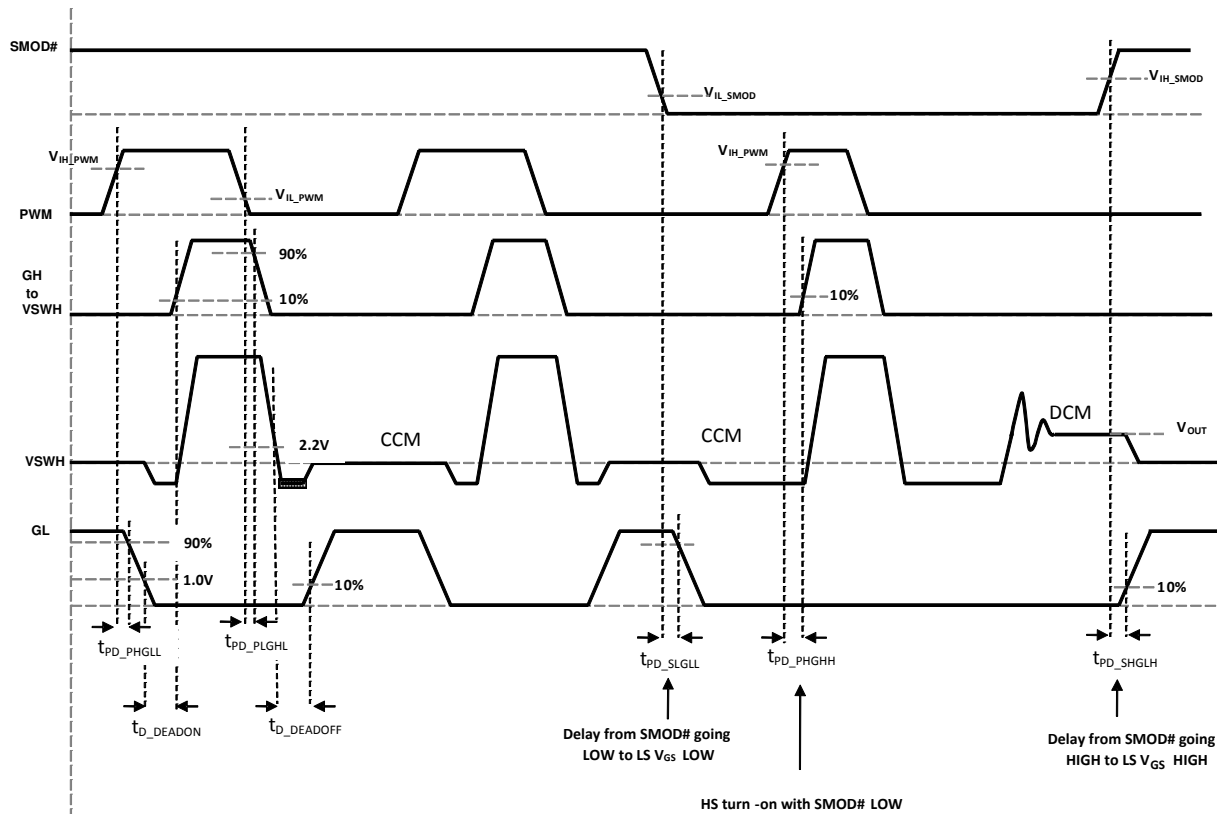 SMOD#
V_IL_SMOD
V_IH_SMOD
V_IH_PWM
V_IH_PWM
V_IL_PWM
PWM
90%
GH
to
VSWH
10%
10%
2.2V
CCM
CCM
DCM
V_OUT
VSWH
GL
90%
1.0V
10%
10%
t_PD_PHGLL
t_PD_PLGHL
t_PD_SLGLL
t_PD_PHGHH
t_PD_SHGLH
t_D_DEADON
t_D_DEADOFF
Delay from SMOD# going
LOW to LS V_GS LOW
Delay from SMOD# going
HIGH to LS V_GS HIGH
HS turn -on with SMOD# LOW